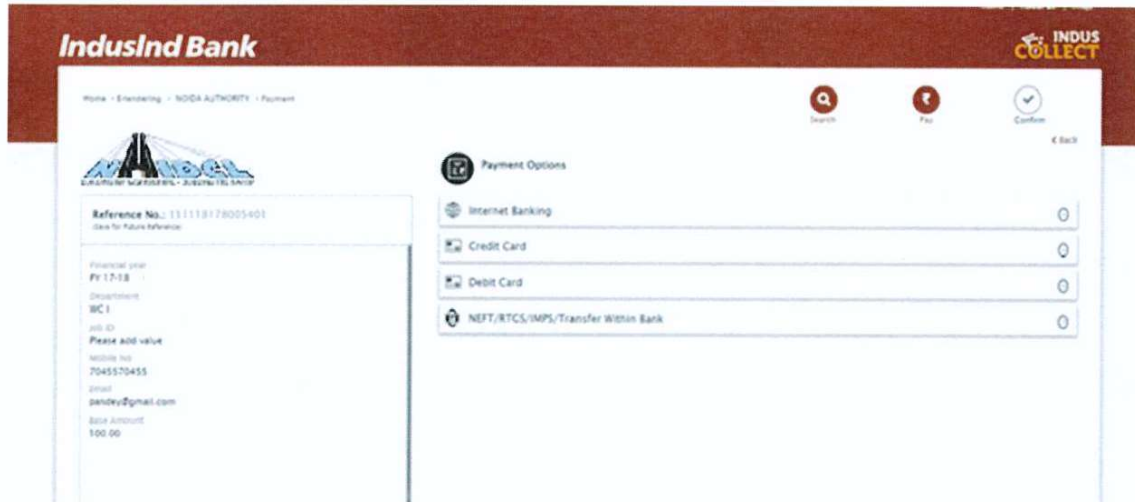 IndusInd Bank
INDUS
COLLECT
Home > Etendering > NOIDA AUTHORITY > Payment
Search
Pay
Confirm
< Back
Payment Options
Reference No.: 111118178005401
(Save for Future Reference)
Internet Banking
Credit Card
Debit Card
NEFT/RTGS/IMPS/Transfer Within Bank
Financial year
FY 17-18
Department
WC I
Job ID
Please add value
Mobile No
7045570455
Email
pandey@gmail.com
Base Amount
100.00